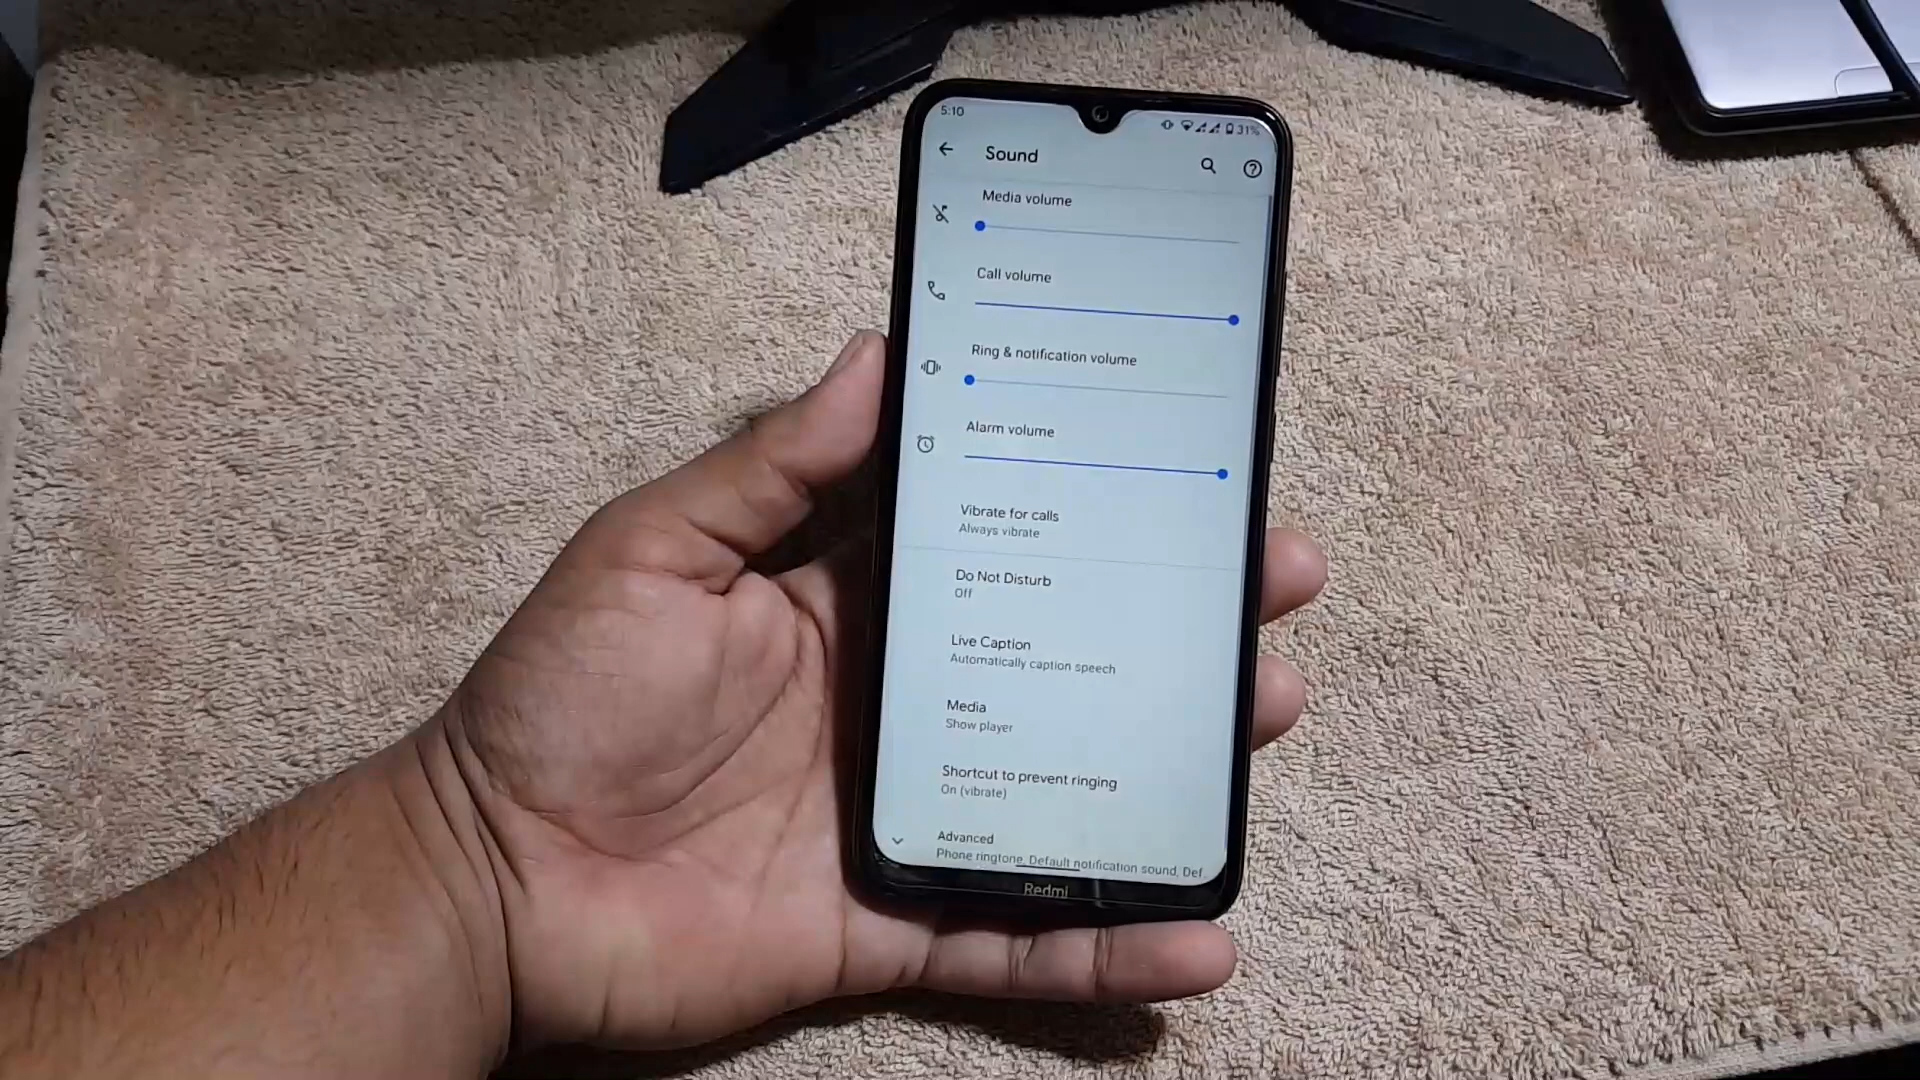 5:10
31%
Sound
Media volume
Call volume
Ring & notification volume
Alarm volume
Vibrate for calls
Always vibrate
Do Not Disturb
Off
Live Caption
Automatically caption speech
Media
Show player
Shortcut to prevent ringing
On (vibrate)
Advanced
Phone ringtone, Default notification sound, Def
Redmi